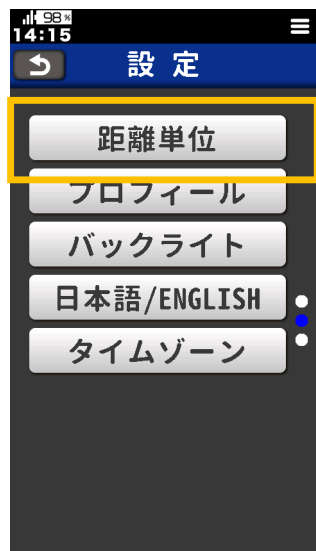 98%
14:15
設定
距離単位
プロフィール
バックライト
日本語/ENGLISH
タイムゾーン